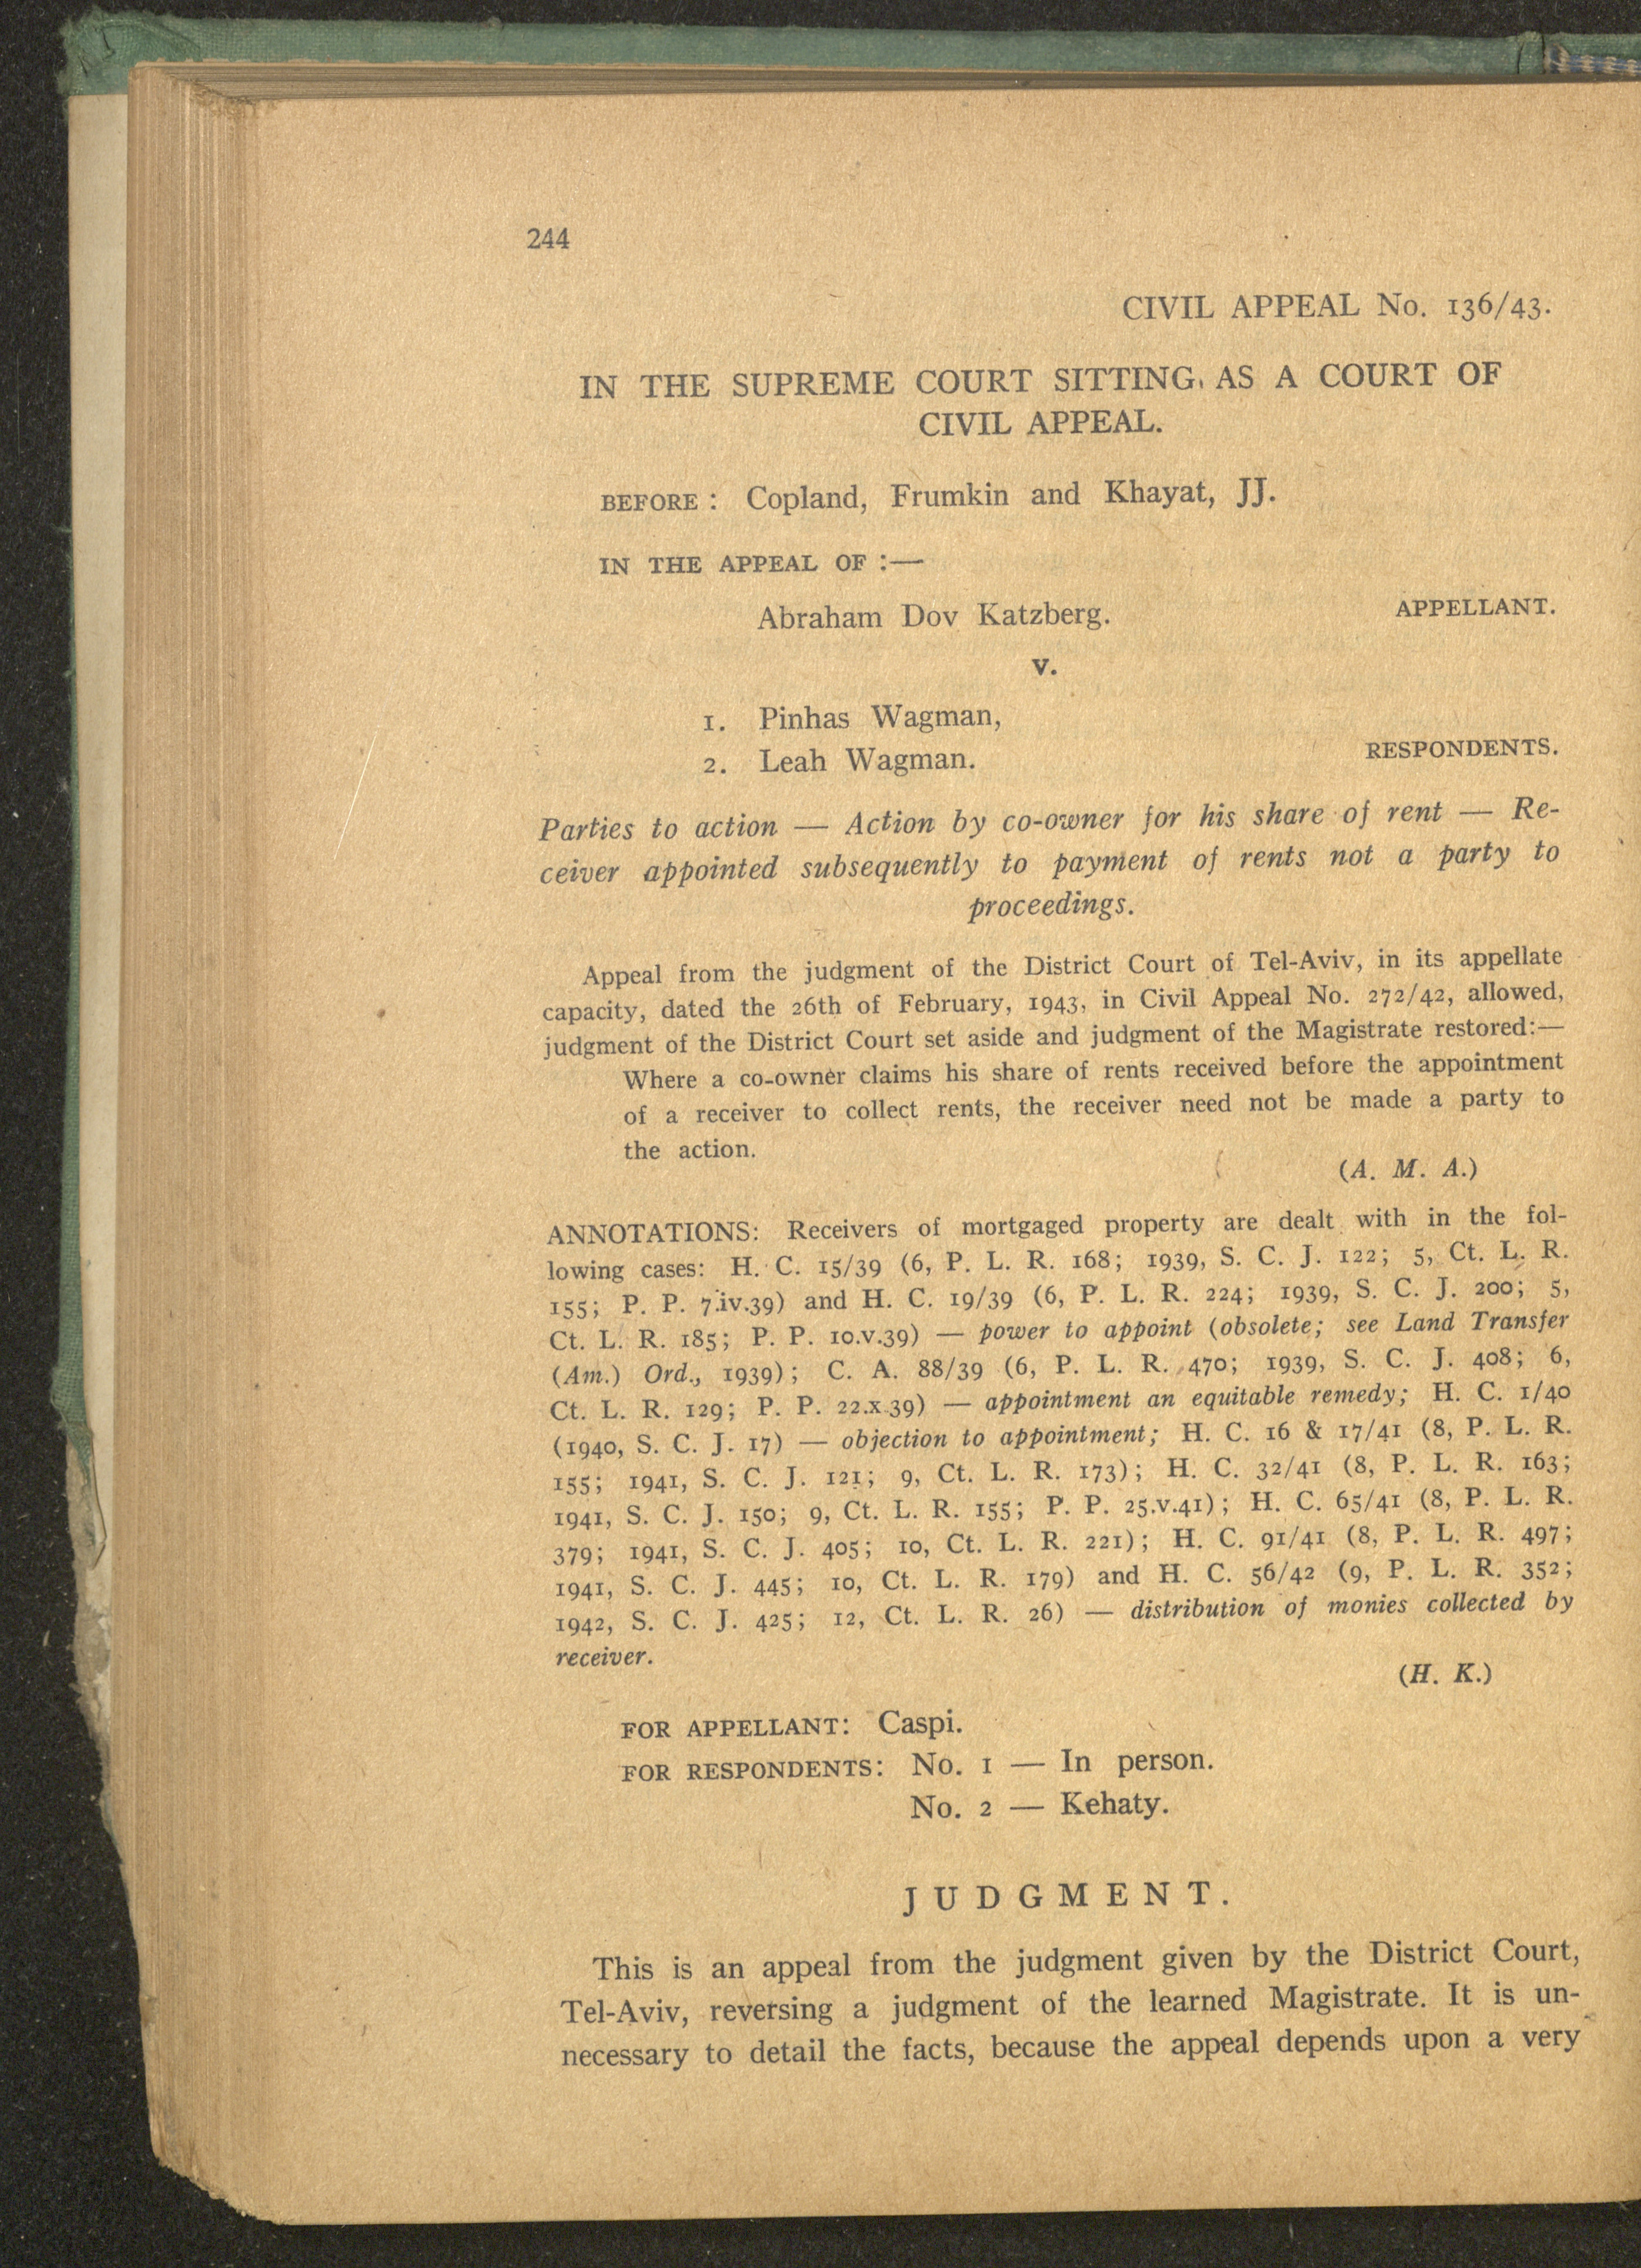 244
CIVIL APPEAL No. 136/43.
IN THE SUPREME COURT SITTING AS A COURT OF
CIVIL APPEAL.
BEFORE : Copland, Frumkin and Khayat, JJ.
IN THE APPEAL OF :—
Abraham Dov Katzberg. APPELLANT.
v.
1. Pinhas Wagman,
2. Leah Wagman. RESPONDENTS.
Parties to action — Action by co-owner for his share of rent — Re-
ceiver appointed subsequently to payment of rents not a party to
proceedings.
Appeal from the judgment of the District Court of Tel-Aviv, in its appellate
capacity, dated the 26th of February, 1943, in Civil Appeal No. 272/42, allowed,
judgment of the District Court set aside and judgment of the Magistrate restored:—
Where a co-owner claims his share of rents received before the appointment
of a receiver to collect rents, the receiver need not be made a party to
the action.
(A. M. A.)
ANNOTATIONS: Receivers of mortgaged property are dealt with in the fol-
lowing cases: H. C. 15/39 (6, P. L. R. 168; 1939, S. C. J. 122; 5, Ct. L. R.
155; P. P. 7.iv.39) and H. C. 19/39 (6, P. L. R. 224; 1939, S. C. J. 200; 5,
Ct. L. R. 185; P. P. 10.v.39) — power to appoint (obsolete; see Land Transfer
(Am.) Ord., 1939); C. A. 88/39 (6, P. L. R. 470; 1939, S. C. J. 408; 6,
Ct. L. R. 129; P. P. 22.x.39) — appointment an equitable remedy; H. C. 1/40
(1940, S. C. J. 17) — objection to appointment; H. C. 16 & 17/41 (8, P. L. R.
155; 1941, S. C. J. 121; 9, Ct. L. R. 173); H. C. 32/41 (8, P. L. R. 163;
1941, S. C. J. 150; 9, Ct. L. R. 155; P. P. 25.v.41); H. C. 65/41 (8, P. L. R.
379; 1941, S. C. J. 405; 10, Ct. L. R. 221); H. C. 91/41 (8, P. L. R. 497;
1941, S. C. J. 445; 10, Ct. L. R. 179) and H. C. 56/42 (9, P. L. R. 352;
1942, S. C. J. 425; 12, Ct. L. R. 26) — distribution of monies collected by
receiver.
(H. K.)
FOR APPELLANT: Caspi.
FOR RESPONDENTS: No. 1 — In person.
No. 2 — Kehaty.
JUDGMENT.
This is an appeal from the judgment given by the District Court,
Tel-Aviv, reversing a judgment of the learned Magistrate. It is un-
necessary to detail the facts, because the appeal depends upon a very